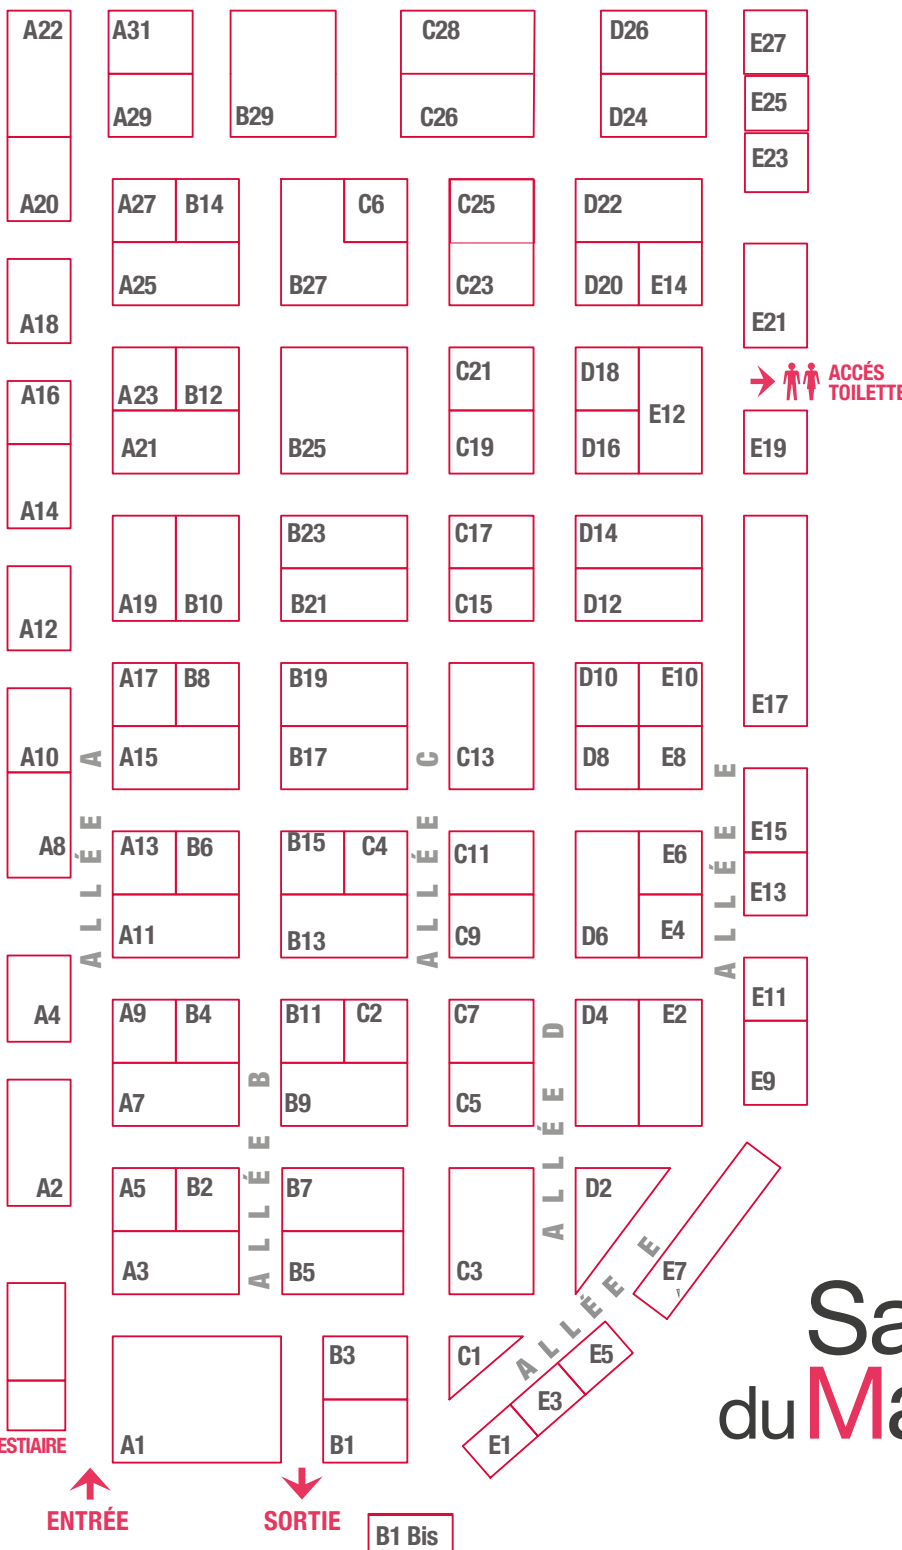 A22 A31 C28 D26 E27
A29 B29 C26 D24 E25
E23
A20 A27 B14 C6 C25 D22
A25 B27 C23 D20 E14
A18 E21
A16 A23 B12 C21 D18 ACCÉS
TOILETTE
E12
A21 B25 C19 D16 E19
A14
B23 C17 D14
A19 B10 B21 C15 D12
A12
A17 B8 B19 D10 E10
E17
A10 A15 B17 C13 D8 E8
A8 A13 B6 B15 C4 C11 E6 E15
E13
A11 B13 C9 D6 E4
ALLÉE A
ALLÉE C
ALLÉE E
A4 A9 B4 B11 C2 C7 D4 E2 E11
A7 B9 C5 E9
A2 A5 B2 B7 D2
A3 B5 C3 E7
ALLÉE B
ALLÉE D
ALLÉE E
B3 C1 E5
E3
A1 B1 E1
ESTIAIRE
ENTRÉE SORTIE
B1 Bis
Sa
du Ma